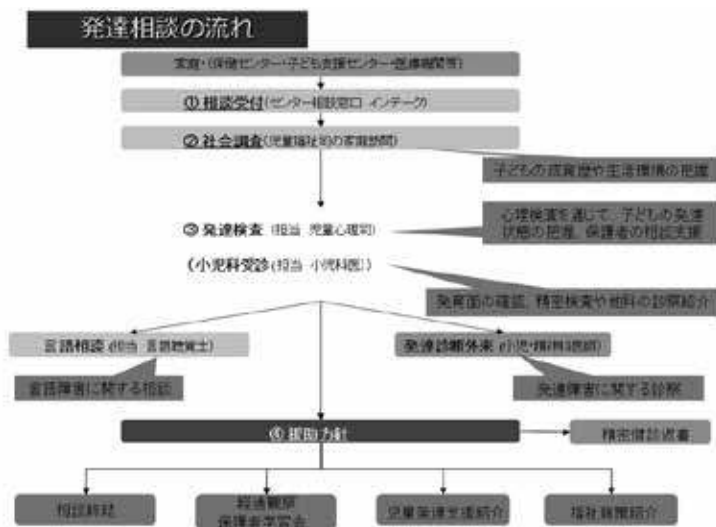 発達相談の流れ
家庭・(保健センター・子ども支援センター・医療機関等)
①相談受付(センター相談窓口 インテーク)
②社会調査(児童福祉司の家庭訪問)
子どもの成育歴や生活環境の把握
③発達検査(担当 児童心理司)
心理検査を通じて、子どもの発達
状態の把握、保護者の相談支援
(小児科受診(担当 小児科医))
発育面の確認、精密検査や他科の診察紹介
言語相談(担当 言語聴覚士)
発達診断外来(小児・精神科医師)
言語障害に関する相談
発達障害に関する診察
④援助方針
精密健診返書
相談終結
経過観察
保護者学習会
児童発達支援紹介
福祉施策紹介